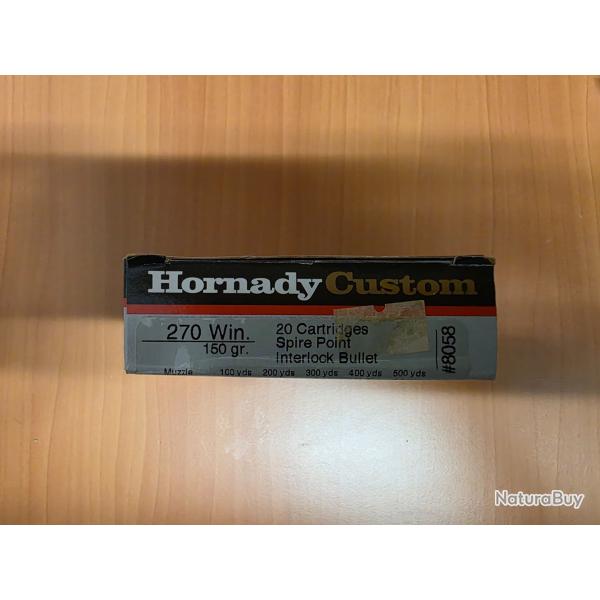 Hornady Custom
270 Win.
150 gr.
20 Cartridges
Spire Point
Interlock Bullet
#8058
Muzzle 100 yds 200 yds 300 yds 400 yds 500 yds
NaturaBuy